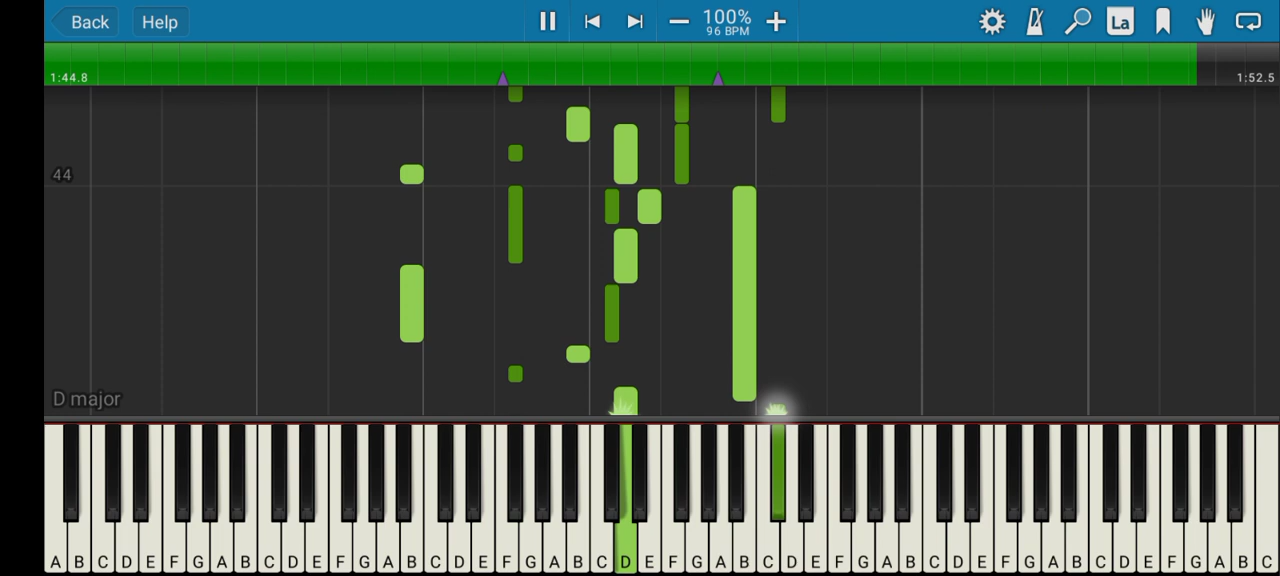 Back Help 100% La
96 BPM
1:44.8 1:52.5
44
D major
A B C D E F G A B C D E F G A B C D E F G A B C D E F G A B C D E F G A B C D E F G A B C D E F G A B C